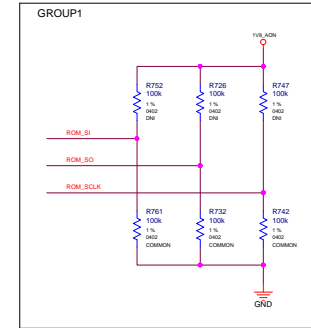 GROUP1
1V8_AON
R752
100k
1 %
0402
DNI
R726
100k
1 %
0402
DNI
R747
100k
1 %
0402
DNI
ROM_SI
ROM_SO
ROM_SCLK
R761
100k
1 %
0402
COMMON
R732
100k
1 %
0402
COMMON
R742
100k
1 %
0402
COMMON
GND